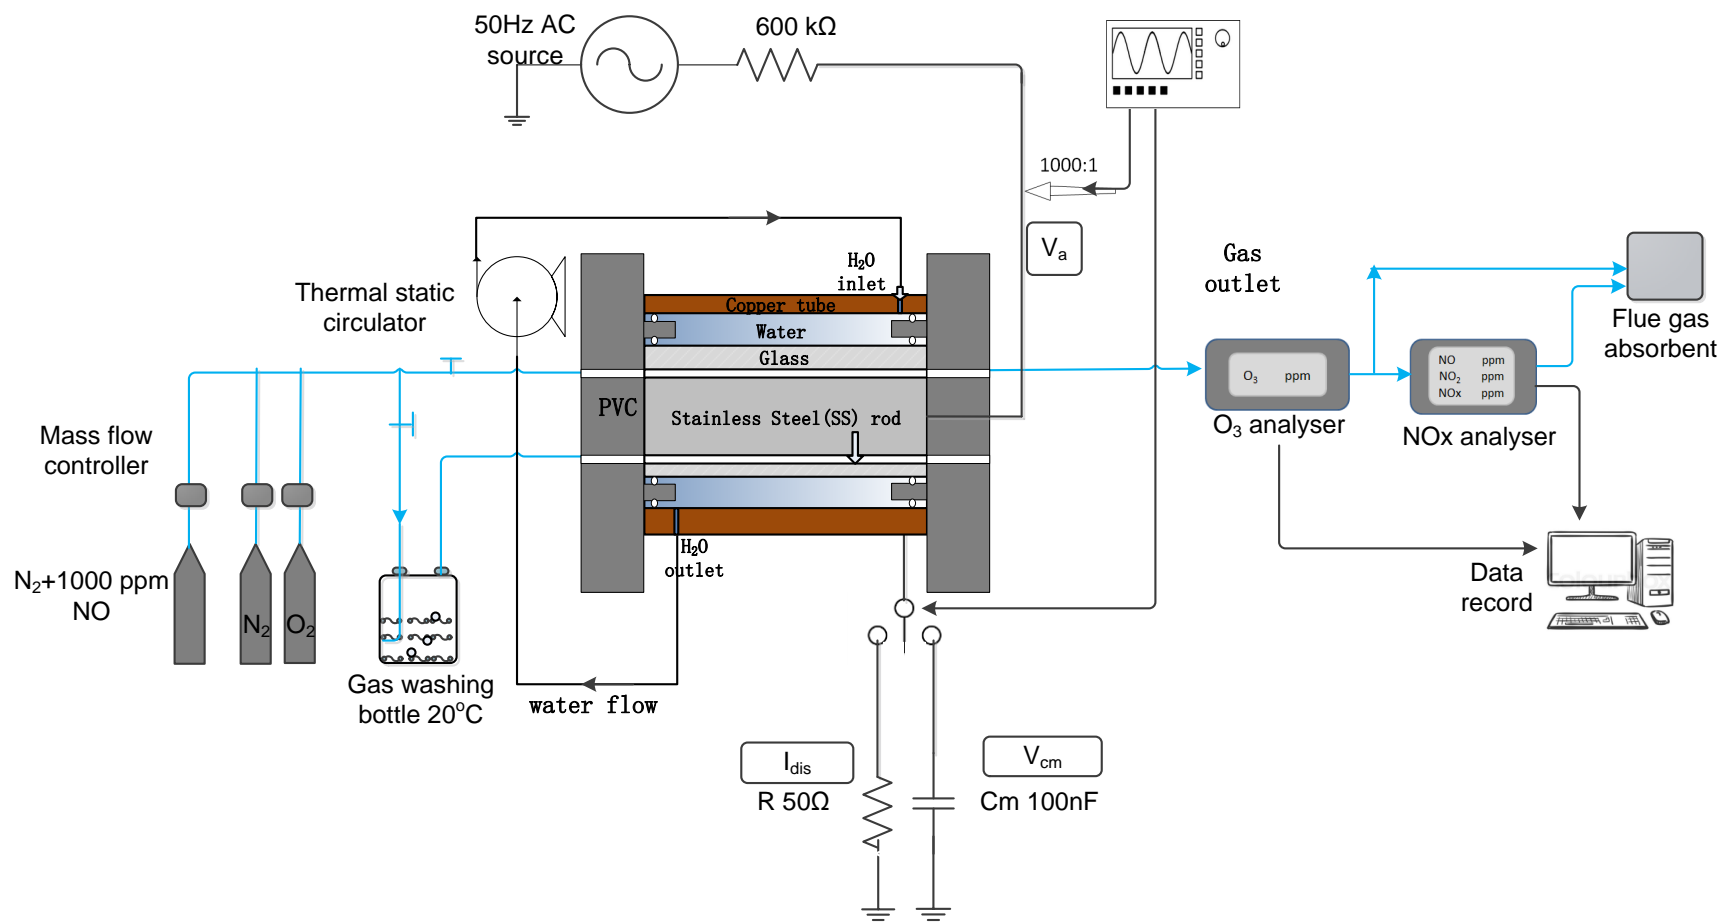 50Hz AC
source
600 kΩ
1000:1
Va
H2O
inlet
Gas
outlet
Thermal static
circulator
Copper tube
Water
Glass
Flue gas
absorbent
O3 ppm
NO ppm
NO2 ppm
NOx ppm
PVC
Stainless Steel(SS) rod
O3 analyser
NOx analyser
Mass flow
controller
H2O
outlet
N2+1000 ppm
NO
N2
O2
Data
record
Gas washing
bottle 20°C
water flow
Idis
R 50Ω
Vcm
Cm 100nF